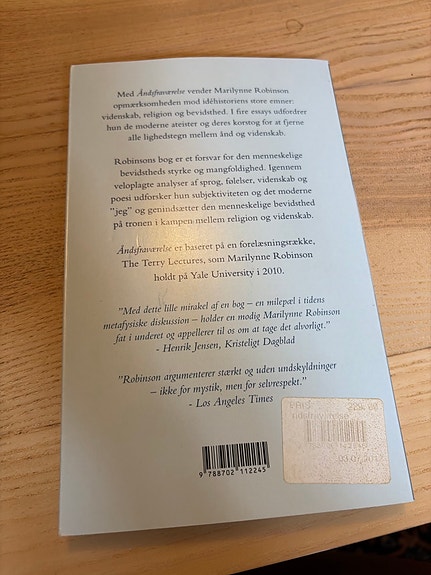 Med Åndsfraværelse vender Marilynne Robinson
opmærksomheden mod idéhistoriens store emner:
videnskab, religion og bevidsthed. I fire essays udfordrer
hun de moderne ateister og deres korstog for at fjerne
alle lighedstegn mellem ånd og videnskab.
Robinsons bog er et forsvar for den menneskelige
bevidstheds styrke og mangfoldighed. Igennem
veloplagte analyser af sprog, følelser, videnskab og
poesi udforsker hun subjektiviteten og det moderne
"jeg" og genindsætter den menneskelige bevidsthed
på tronen i kampen mellem religion og videnskab.
Åndsfraværelse er baseret på en forelæsningsrække,
The Terry Lectures, som Marilynne Robinson
holdt på Yale University i 2010.
"Med dette lille mirakel af en bog – en milepæl i tidens
metafysiske diskussion – holder en modig Marilynne Robinson
fat i underet og appellerer til os om at tage det alvorligt."
- Henrik Jensen, Kristeligt Dagblad
"Robinson argumenterer stærkt og uden undskyldninger
– ikke for mystik, men for selvrespekt."
- Los Angeles Times
9 788702 112245